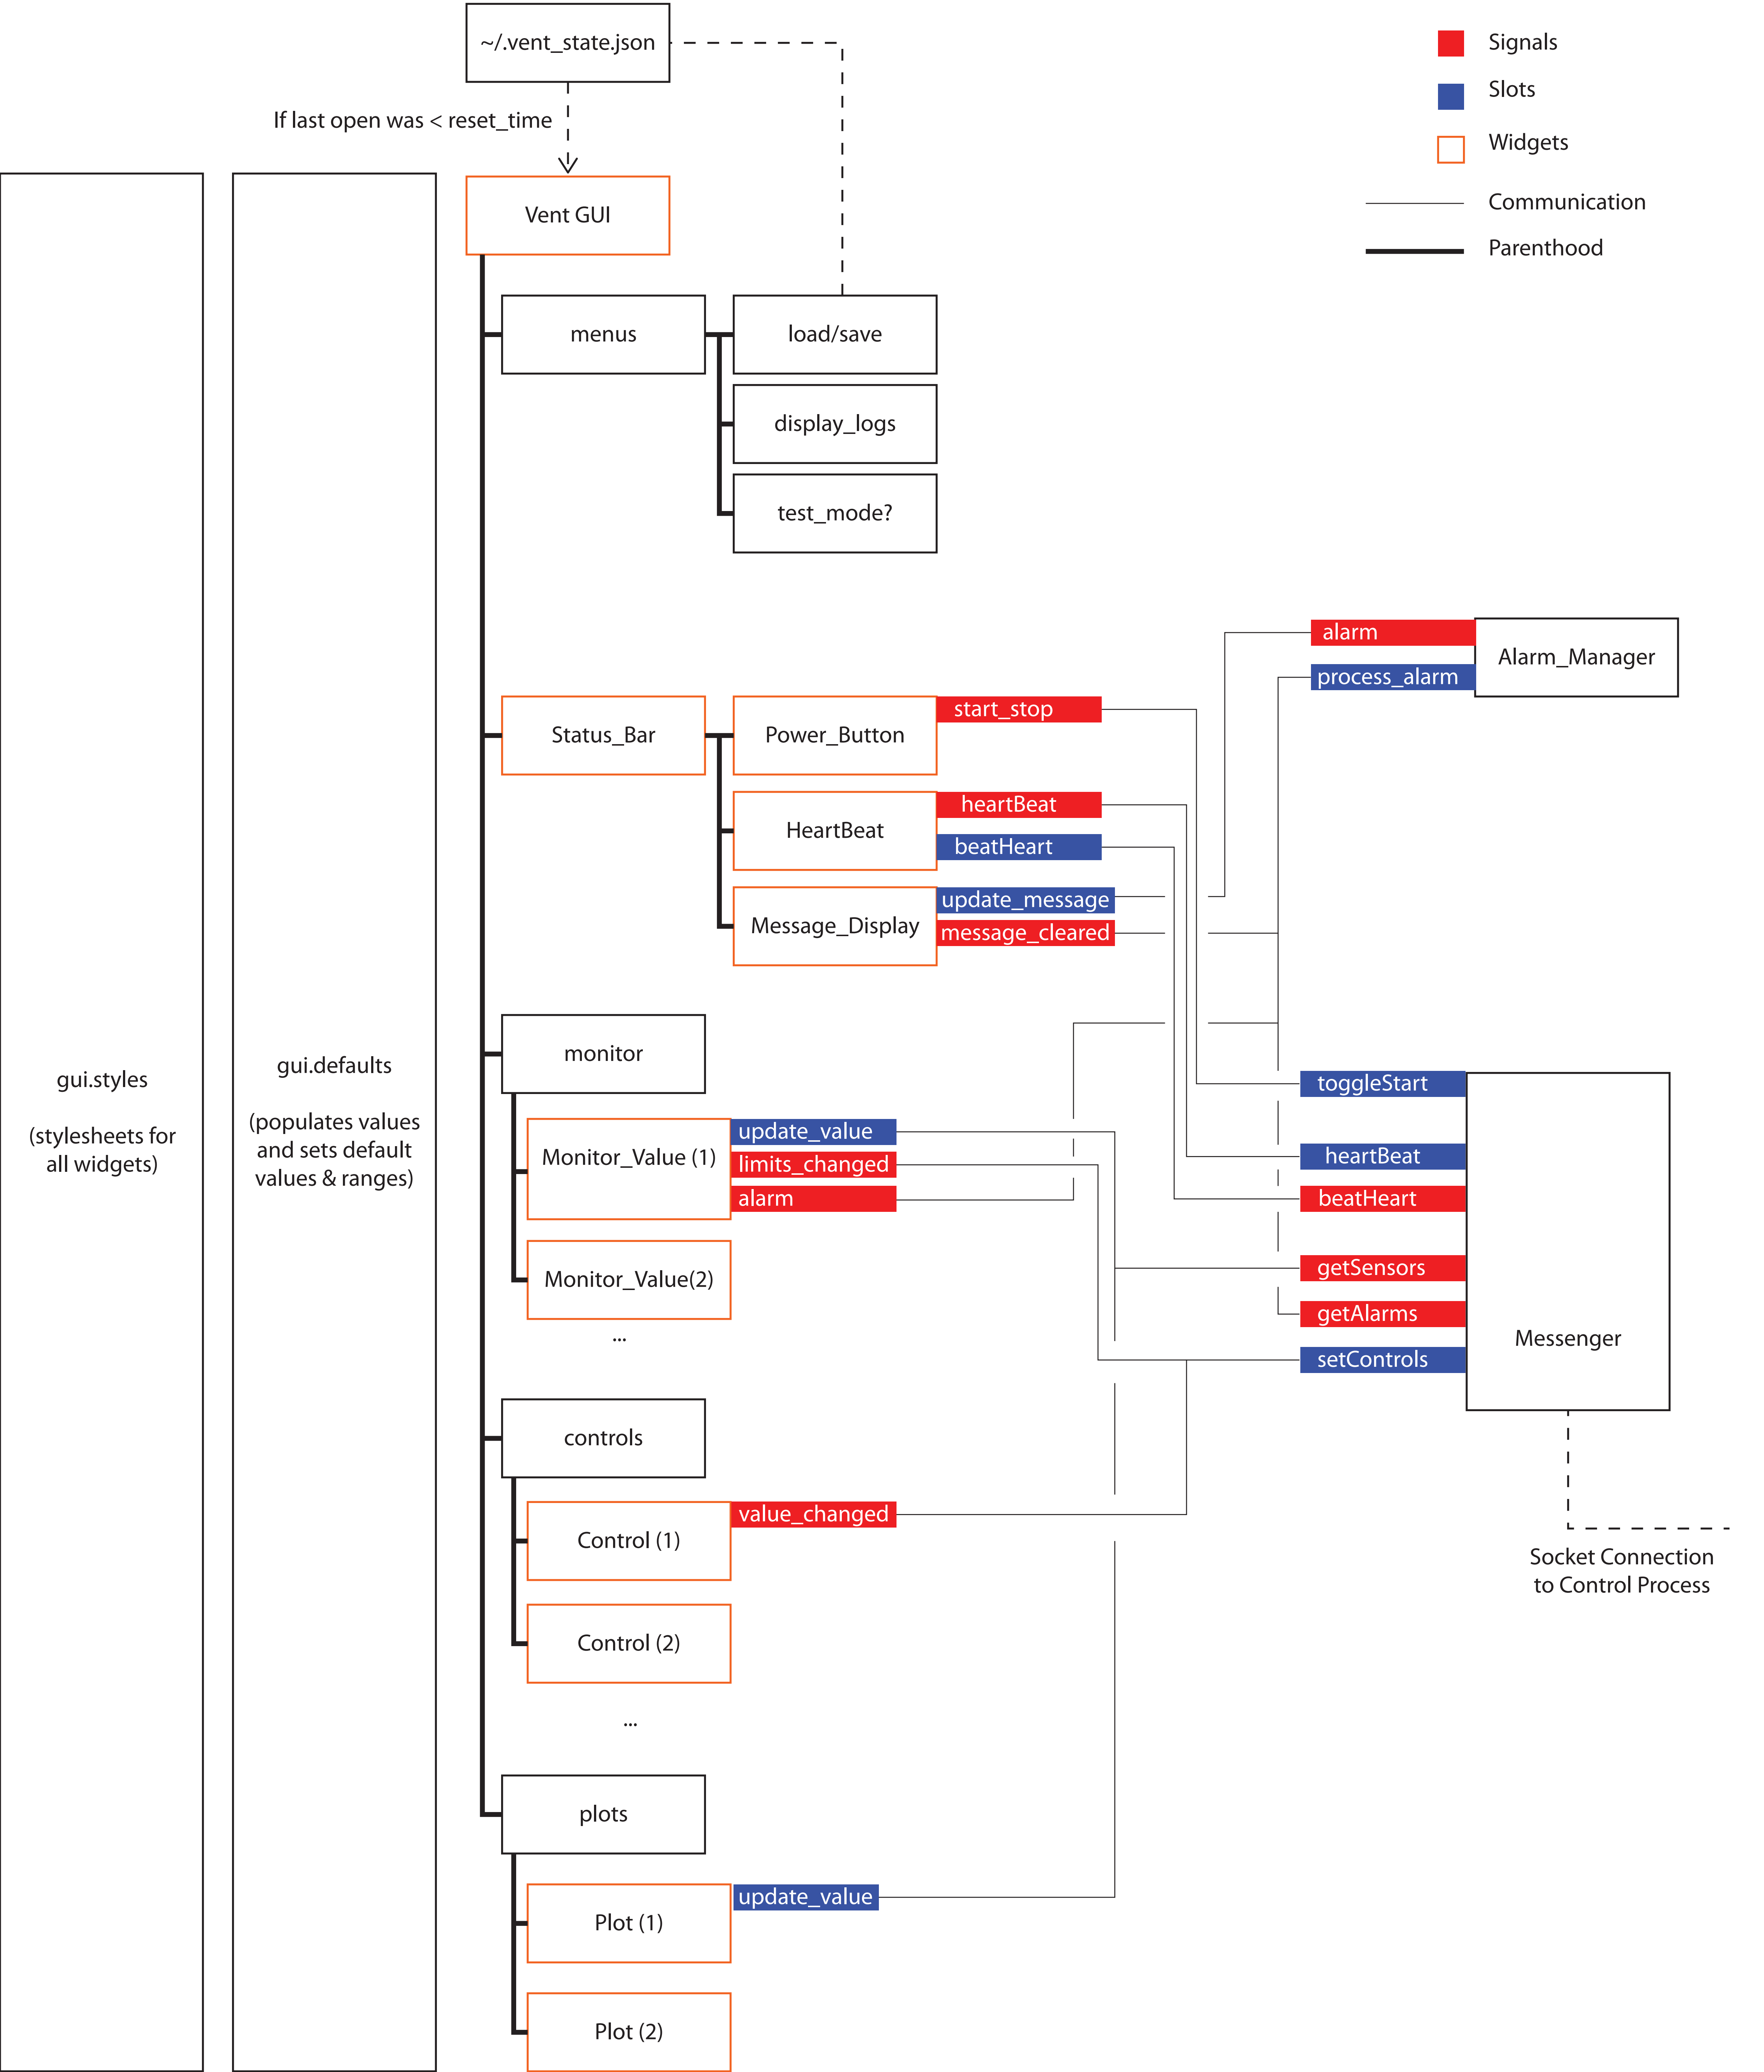 ~/.vent_state.json
If last open was < reset_time
Signals
Slots
Widgets
Communication
Parenthood
gui.styles
(stylesheets for
all widgets)
gui.defaults
(populates values
and sets default
values & ranges)
Vent GUI
menus
load/save
display_logs
test_mode?
alarm
process_alarm
Alarm_Manager
Status_Bar
Power_Button
start_stop
HeartBeat
heartBeat
beatHeart
Message_Display
update_message
message_cleared
monitor
Monitor_Value (1)
update_value
limits_changed
alarm
Monitor_Value(2)
...
toggleStart
heartBeat
beatHeart
getSensors
getAlarms
setControls
Messenger
Socket Connection
to Control Process
controls
Control (1)
value_changed
Control (2)
...
plots
Plot (1)
update_value
Plot (2)